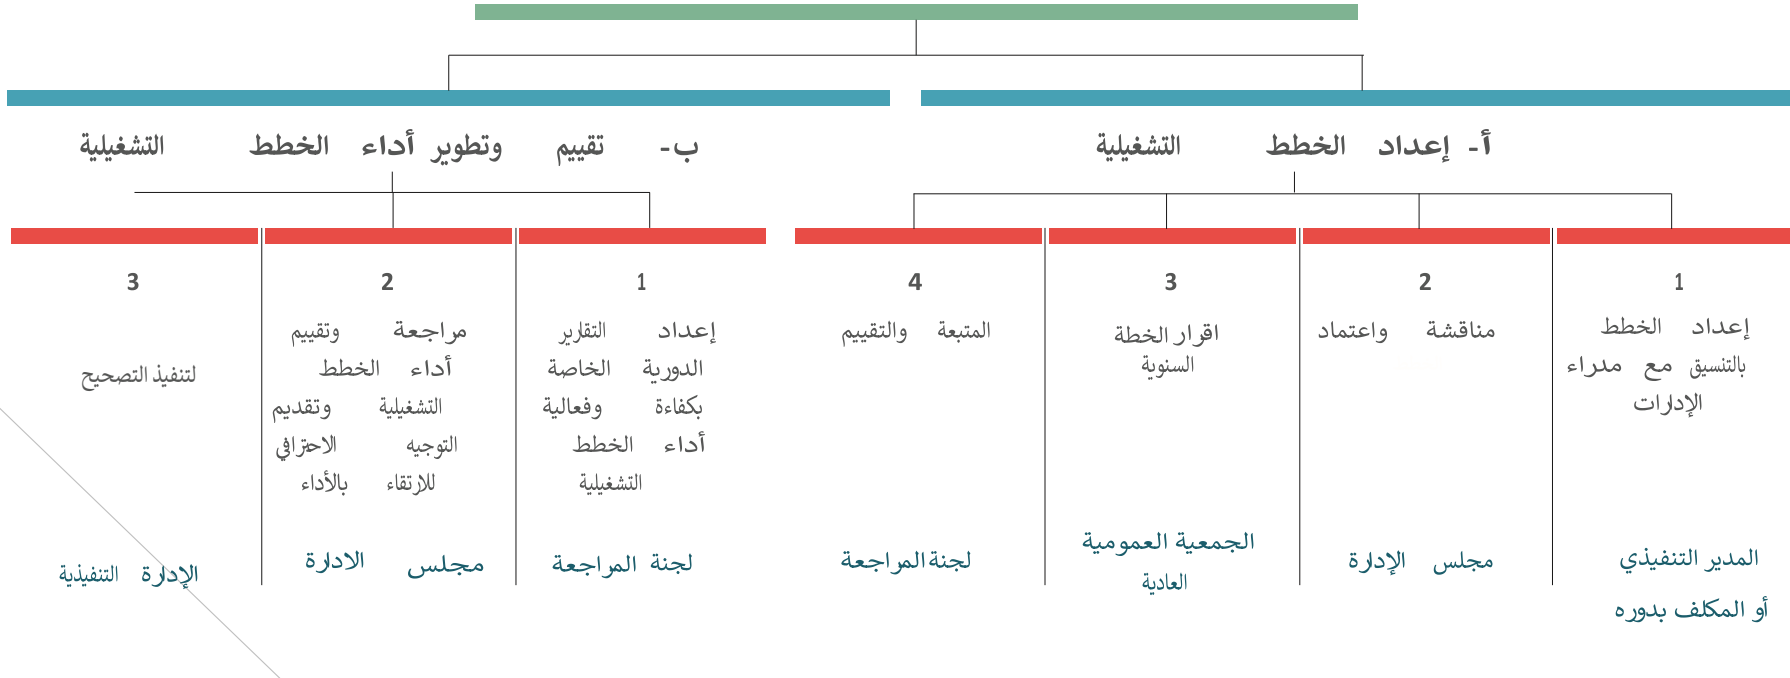 أ- إعداد الخطط التشغيلية
1
إعداد الخطط
بالتنسيق مع مدراء
الإدارات
المدير التنفيذي
أو المكلف بدوره
2
مناقشة واعتماد
مجلس الإدارة
3
اقرار الخطة
السنوية
الجمعية العمومية
العادية
4
المتبعة والتقييم
لجنة المراجعة
ب- تقييم وتطوير أداء الخطط التشغيلية
1
إعداد التقارير
الدورية الخاصة
بكفاءة وفعالية
أداء الخطط
التشغيلية
لجنة المراجعة
2
مراجعة وتقييم
أداء الخطط
التشغيلية وتقديم
التوجيه الاحترافي
للارتقاء بالأداء
مجلس الادارة
3
لتنفيذ التصحيح
الإدارة التنفيذية